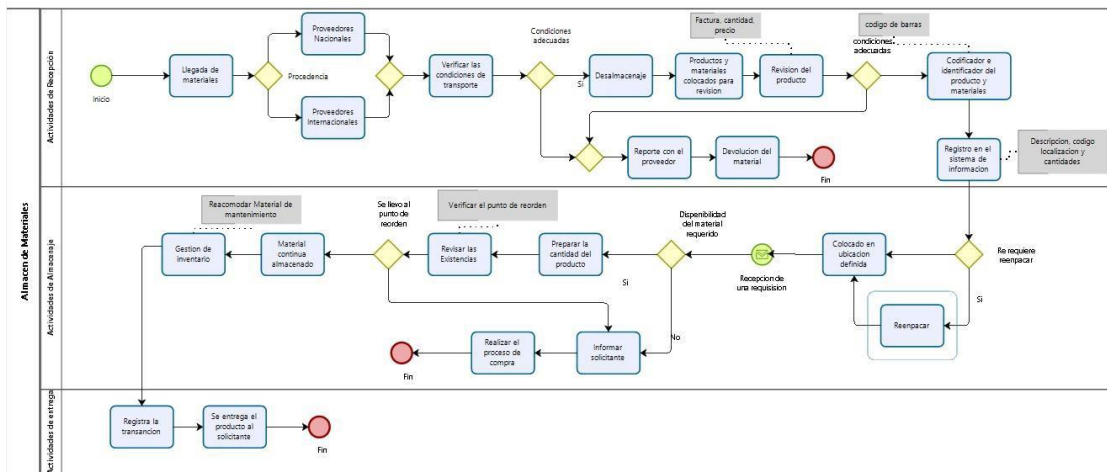 Almacen de Materiales
Actividades de Recepción
Inicio
Llegada de
materiales
Procedencia
Proveedores
Nacionales
Proveedores
Internacionales
Verificar las
condiciones de
transporte
Condiciones
adecuadas
Si
Desalmacenaje
Productos y
materiales
colocados para
revision
Factura, cantidad,
precio
Revision del
producto
condiciones
adecuadas
codigo de barras
Codificador e
identificador del
producto y
materiales
Reporte con el
proveedor
Devolucion del
material
Fin
Registro en el
sistema de
informacion
Descripcion, codigo
localizacion y
cantidades
Actividades de Almacenaje
Re requiere
reenpacar
Si
Reenpacar
Colocado en
ubicacion
definida
Recepcion de
una requisision
Disponibilidad
del material
requerido
Si
No
Preparar la
cantidad del
producto
Verificar el punto de reorden
Revisar las
Existencias
Se llevo al
punto de
reorden
Material
continua
almacenado
Reacomodar Material de
mantenimiento
Gestion de
inventario
Informar
solicitante
Realizar el
proceso de
compra
Fin
Actividades de entrega
Registra la
transancion
Se entrega el
producto al
solicitante
Fin